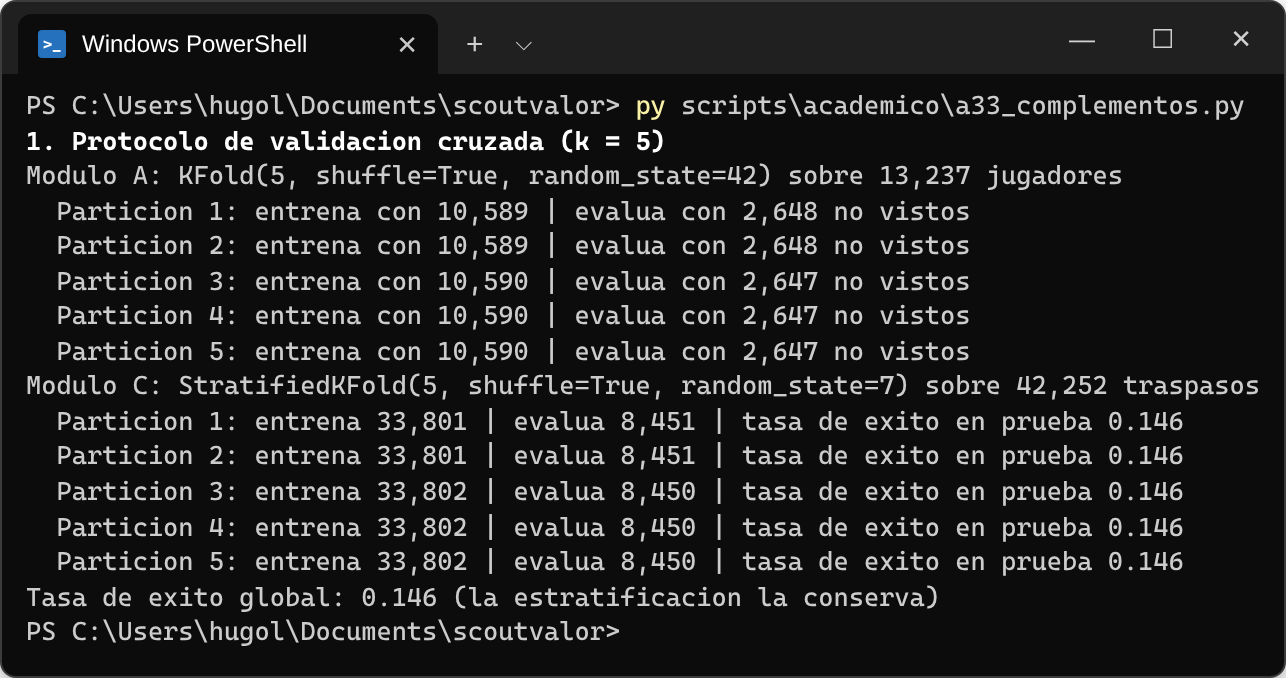 Windows PowerShell
PS C:\Users\hugol\Documents\scoutvalor> py scripts\academico\a33_complementos.py
1. Protocolo de validacion cruzada (k = 5)
Modulo A: KFold(5, shuffle=True, random_state=42) sobre 13,237 jugadores
  Particion 1: entrena con 10,589 | evalua con 2,648 no vistos
  Particion 2: entrena con 10,589 | evalua con 2,648 no vistos
  Particion 3: entrena con 10,590 | evalua con 2,647 no vistos
  Particion 4: entrena con 10,590 | evalua con 2,647 no vistos
  Particion 5: entrena con 10,590 | evalua con 2,647 no vistos
Modulo C: StratifiedKFold(5, shuffle=True, random_state=7) sobre 42,252 traspasos
  Particion 1: entrena 33,801 | evalua 8,451 | tasa de exito en prueba 0.146
  Particion 2: entrena 33,801 | evalua 8,451 | tasa de exito en prueba 0.146
  Particion 3: entrena 33,802 | evalua 8,450 | tasa de exito en prueba 0.146
  Particion 4: entrena 33,802 | evalua 8,450 | tasa de exito en prueba 0.146
  Particion 5: entrena 33,802 | evalua 8,450 | tasa de exito en prueba 0.146
Tasa de exito global: 0.146 (la estratificacion la conserva)
PS C:\Users\hugol\Documents\scoutvalor>